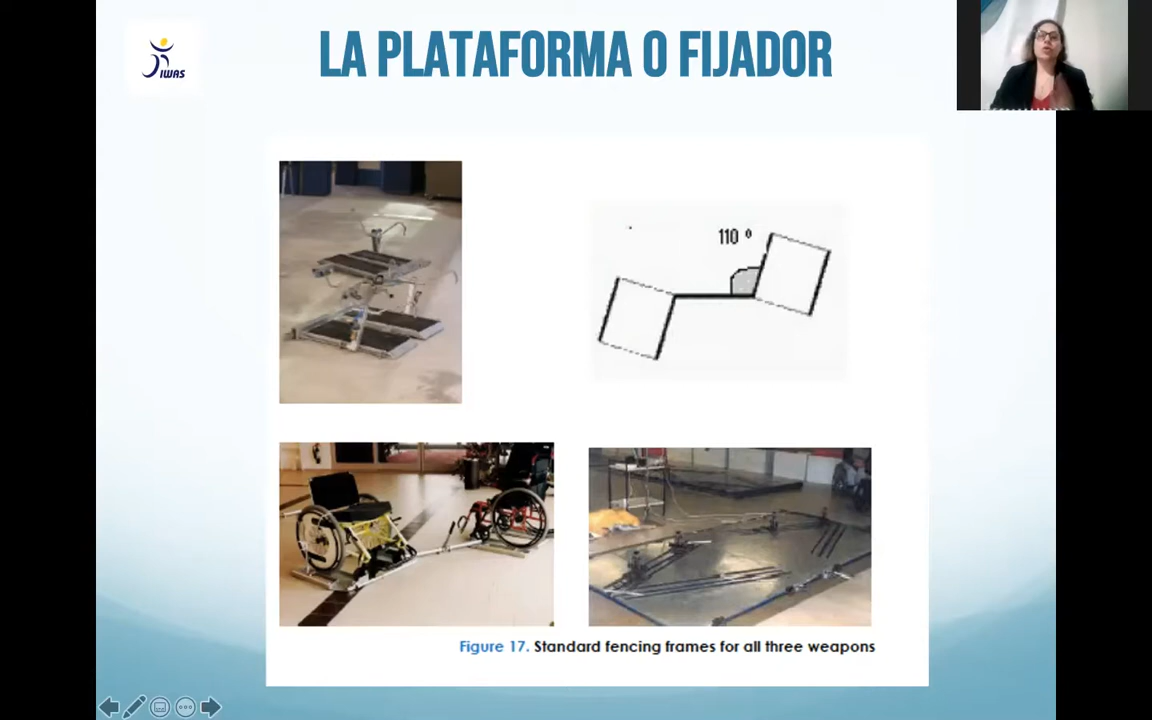 LA PLATAFORMA O FIJADOR
IWAS
110 º
Figure 17. Standard fencing frames for all three weapons